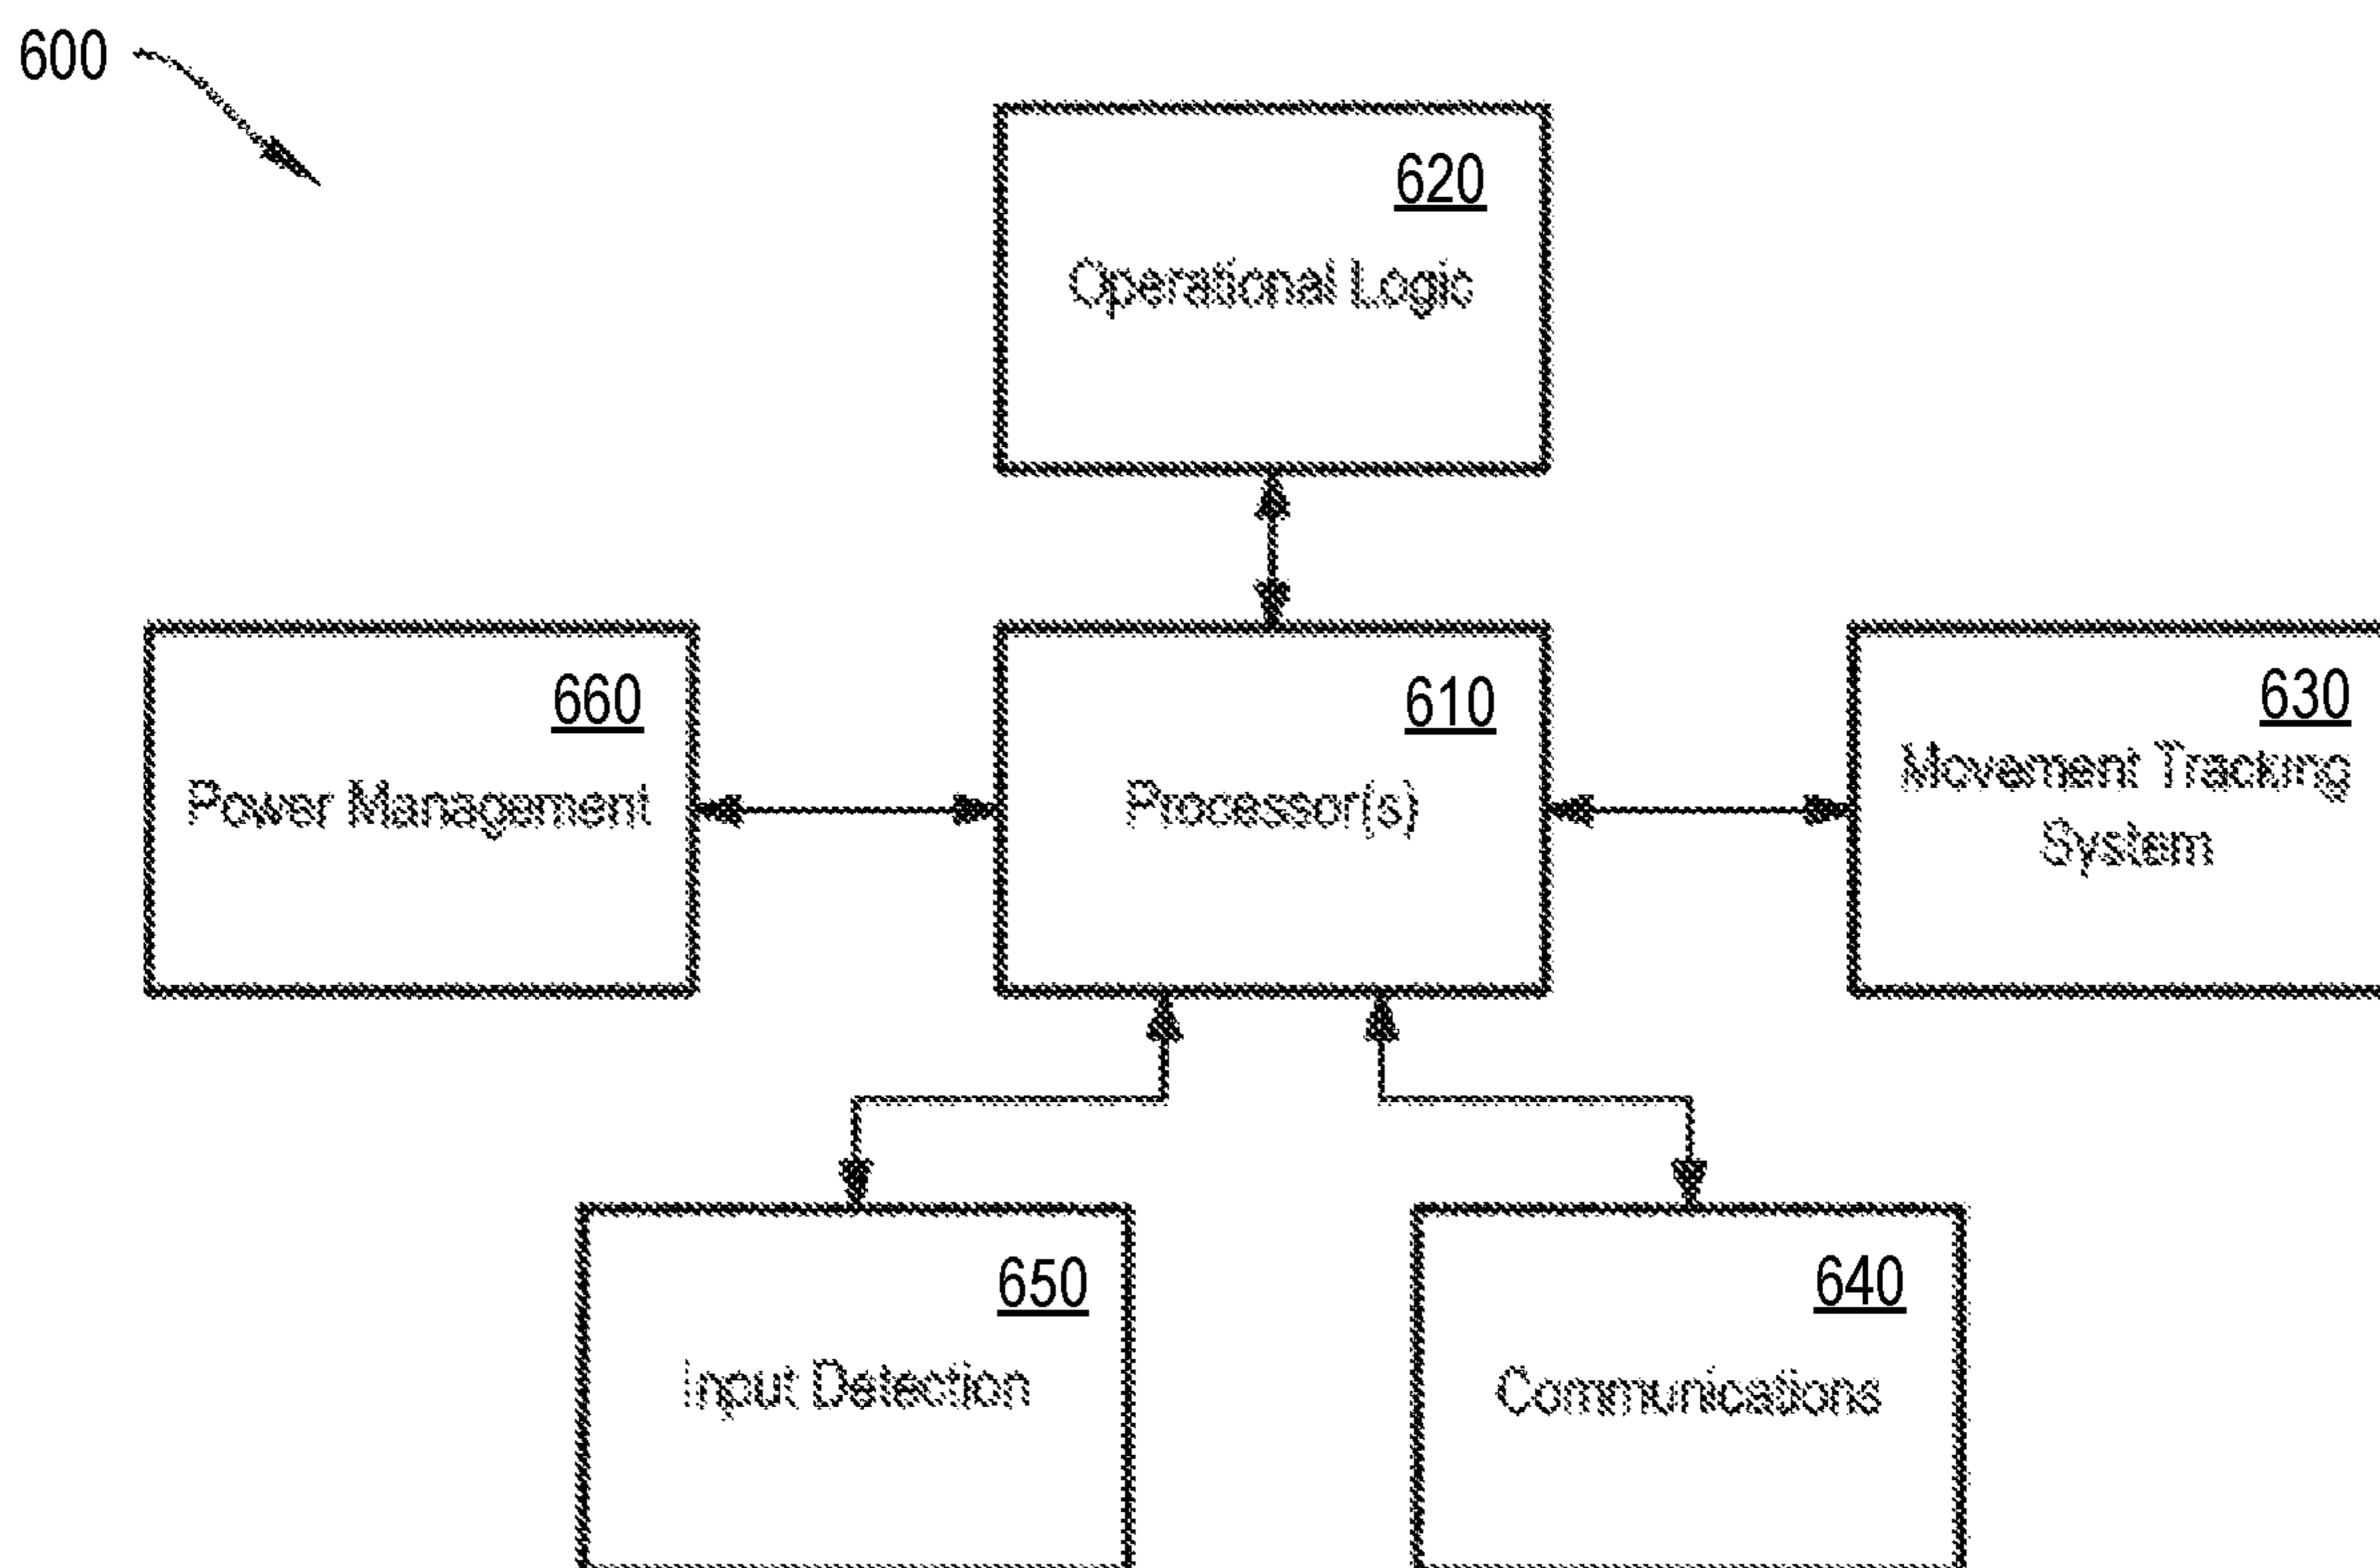 600
620
Operational Logic
660
Power Management
610
Processor(s)
630
Movement Tracking
System
650
Input Detection
640
Communications